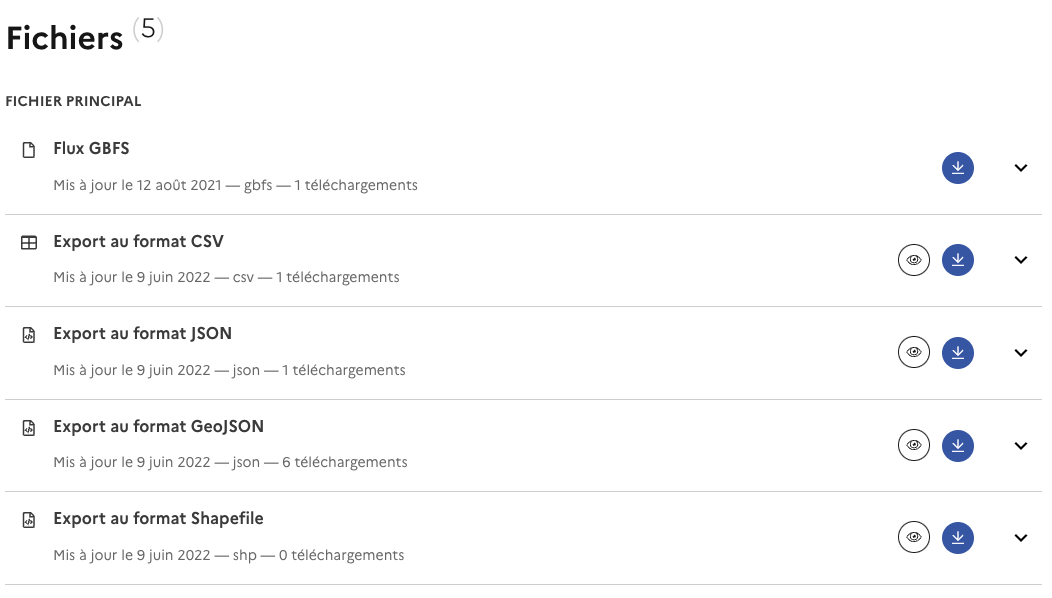 Fichiers (5)
FICHIER PRINCIPAL
Flux GBFS
Mis à jour le 12 août 2021 — gbfs — 1 téléchargements
Export au format CSV
Mis à jour le 9 juin 2022 — csv — 1 téléchargements
Export au format JSON
Mis à jour le 9 juin 2022 — json — 1 téléchargements
Export au format GeoJSON
Mis à jour le 9 juin 2022 — json — 6 téléchargements
Export au format Shapefile
Mis à jour le 9 juin 2022 — shp — 0 téléchargements